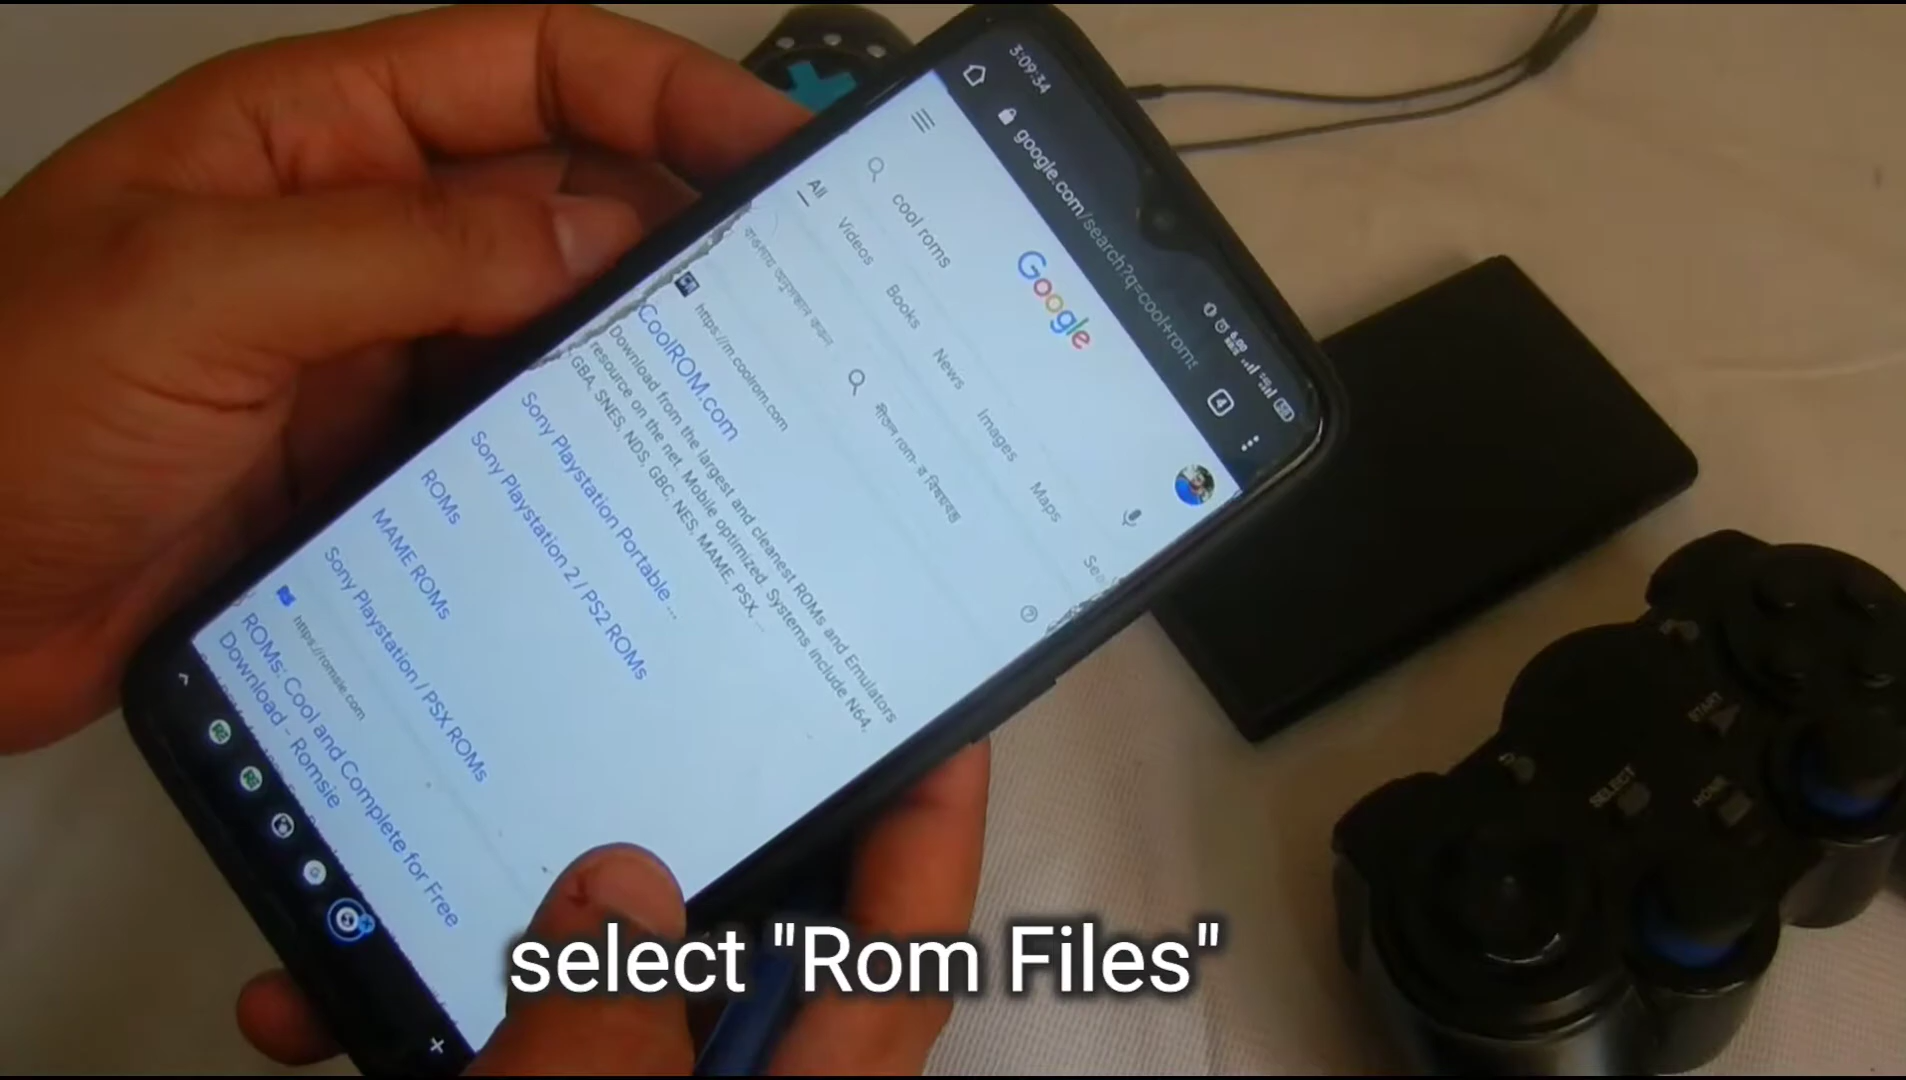 3:09:34
google.com/search?q=cool+roms
4
Google
cool roms
All
Videos
Books
News
Images
Maps
https://m.coolrom.com
CoolROM.com
Download from the largest and cleanest ROMs and Emulators
resource on the net. Mobile optimized. Systems include N64,
GBA, SNES, NDS, GBC, NES, MAME, PSX, ...
Sony Playstation Portable ...
Sony Playstation 2 / PS2 ROMs
ROMs
MAME ROMs
Sony Playstation / PSX ROMs
https://romsie.com
ROMs: Cool and Complete for Free
Download - Romsie
START
SELECT
HOME
select "Rom Files"